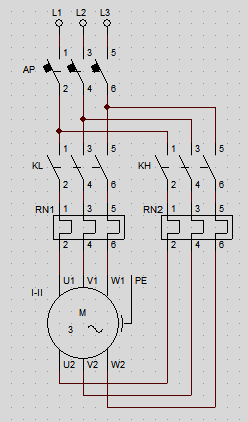 L1 L2 L3
1 3 5
AP
2 4 6
1 3 5 1 3 5
KL KH
2 4 6 2 4 6
RN1 1 3 5 RN2 1 3 5
2 4 6 2 4 6
U1 V1 W1 PE
I-II
M
3
U2 V2 W2